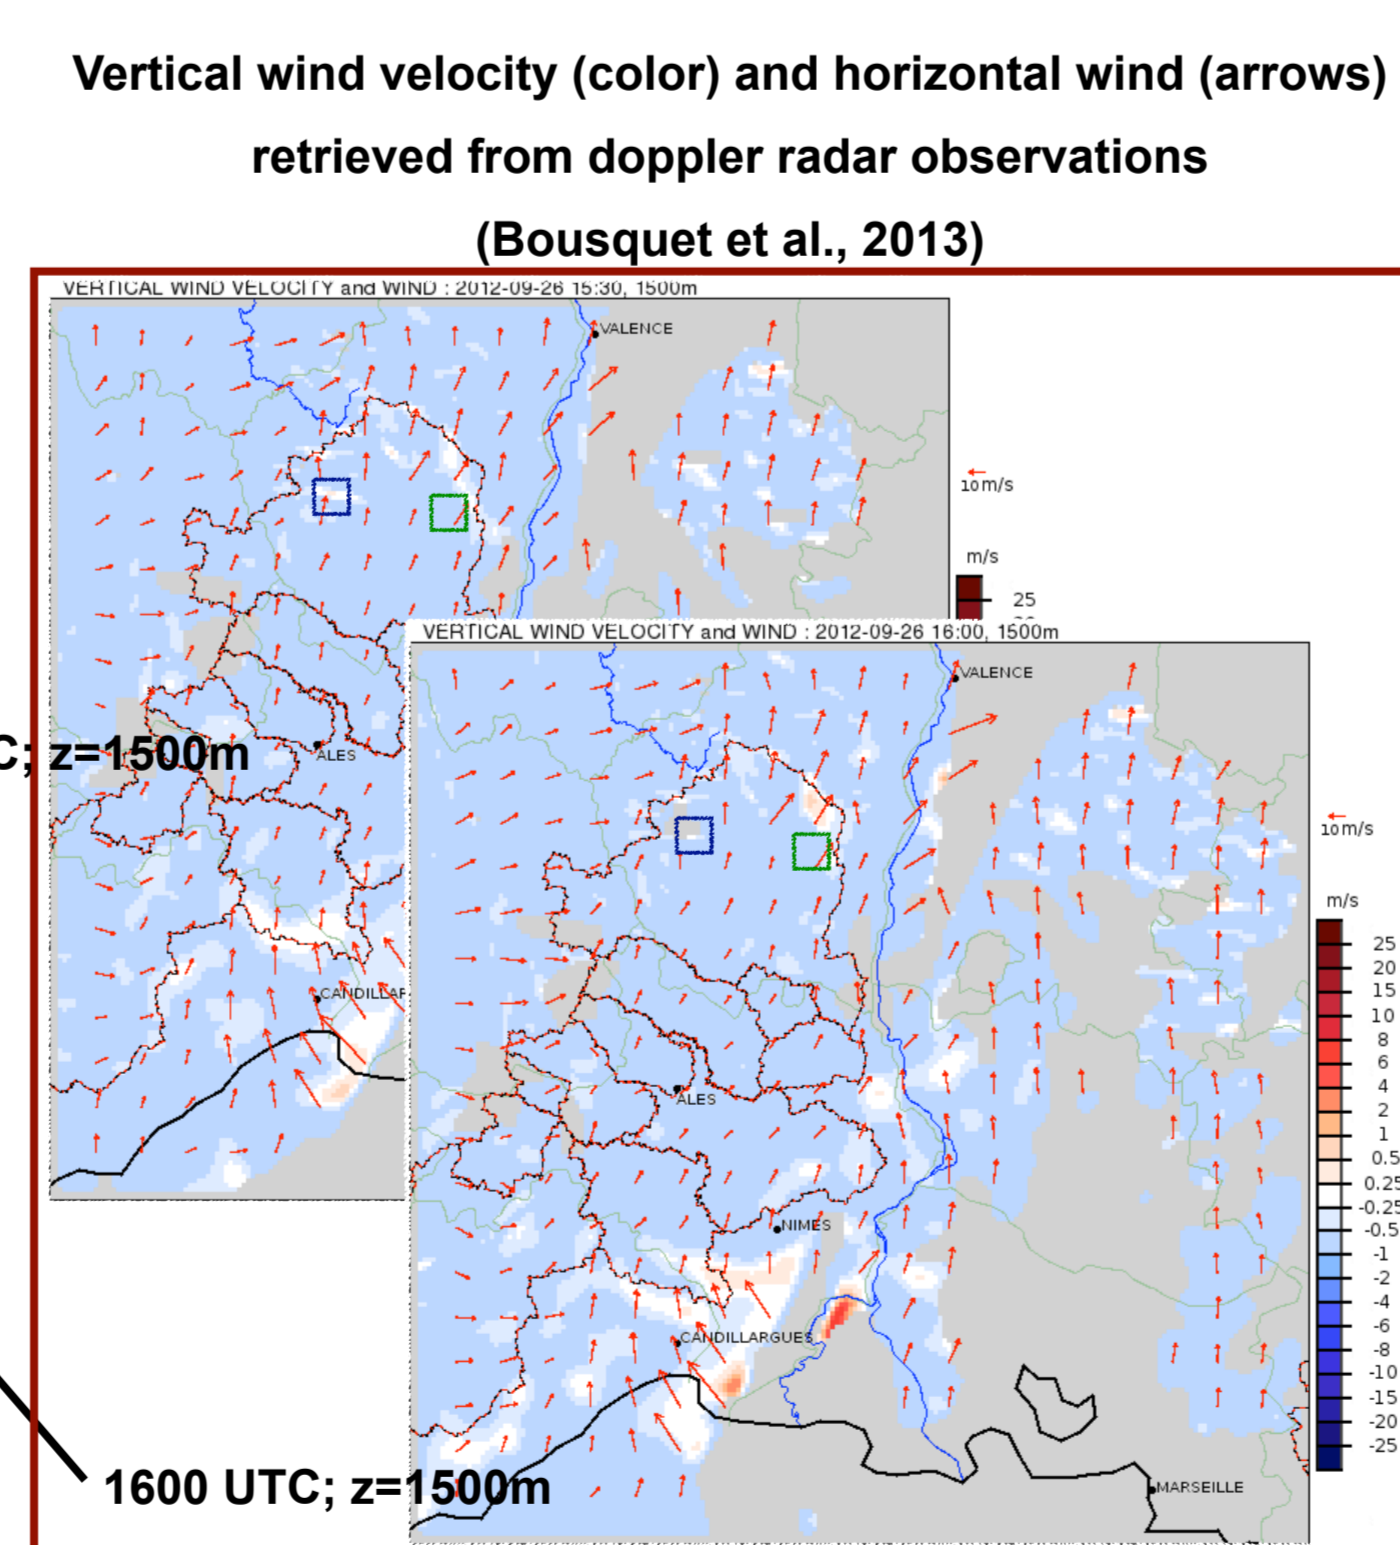 Vertical wind velocity (color) and horizontal wind (arrows)
retrieved from doppler radar observations
(Bousquet et al., 2013)
VERTICAL WIND VELOCITY and WIND : 2012-09-26 15:30, 1500m
VALENCE
10m/s
m/s
25
VERTICAL WIND VELOCITY and WIND : 2012-09-26 16:00, 1500m
VALENCE
C; z=1500m
ALES
10m/s
m/s
25
20
15
10
8
6
4
2
1
0.5
0.25
-0.25
-0.5
-1
-2
-4
-6
-8
-10
-15
-20
-25
CANDILLAR
ALES
NIMES
CANDILLARGUES
MARSEILLE
1600 UTC; z=1500m